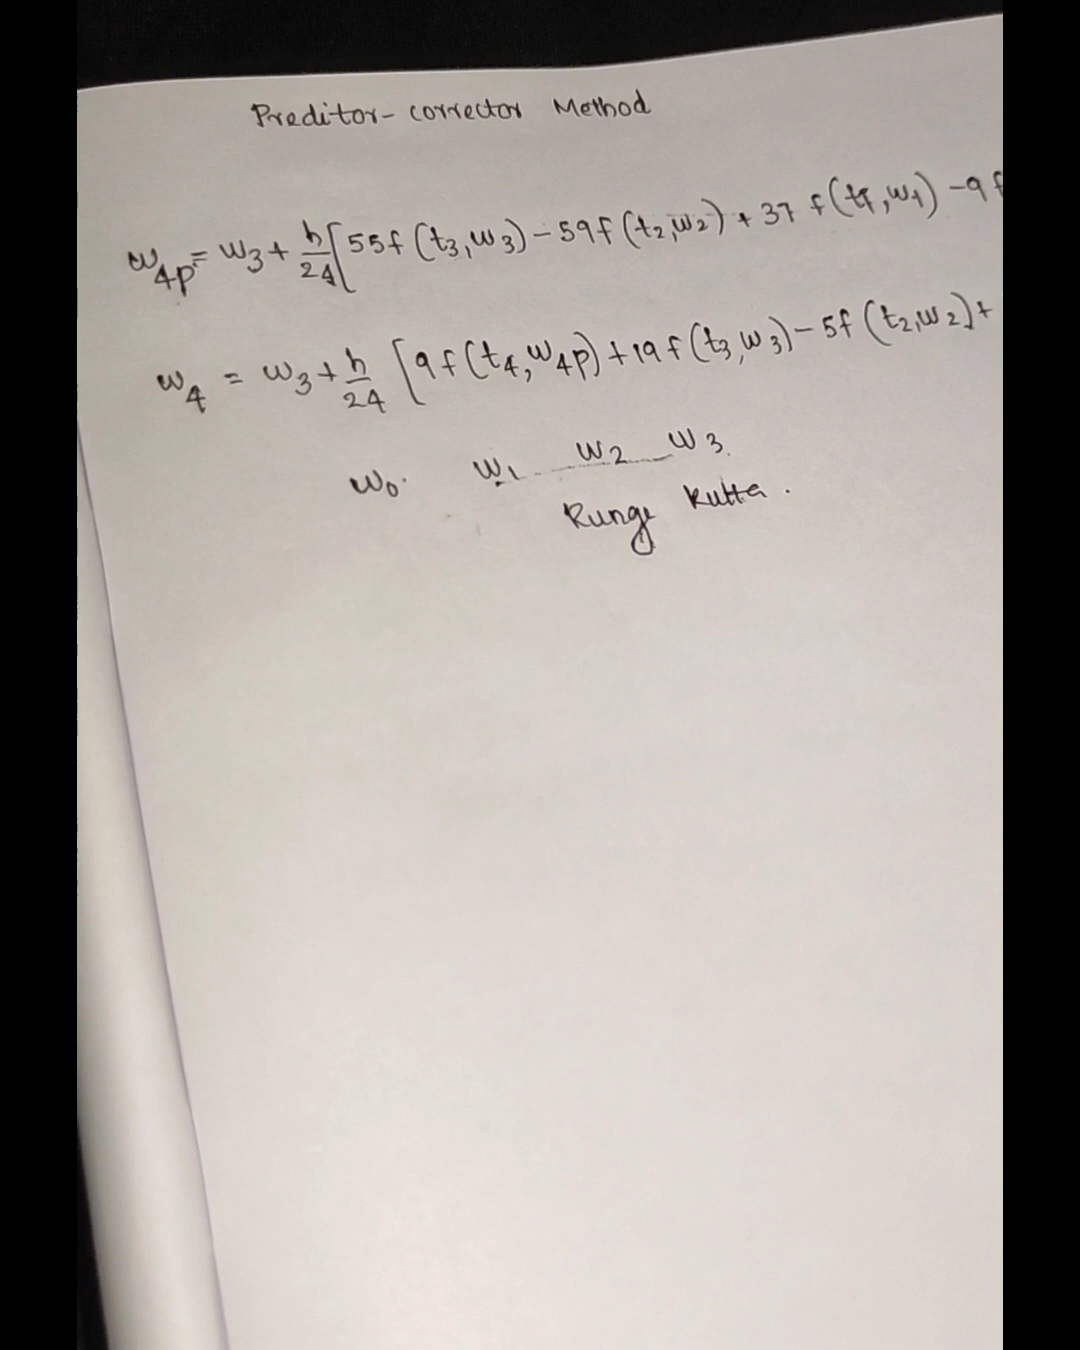 Preditor- corrector Method
w4p = w3 + h/24 [55f (t3,w3) - 59f (t2,w2) + 37 f(t1,w1) - 9 f
w4 = w3 + h/24 [9 f(t4,w4p) + 19 f(t3,w3) - 5f (t2,w2) +
w0. w1 w2 w3.
Runge Kutta.